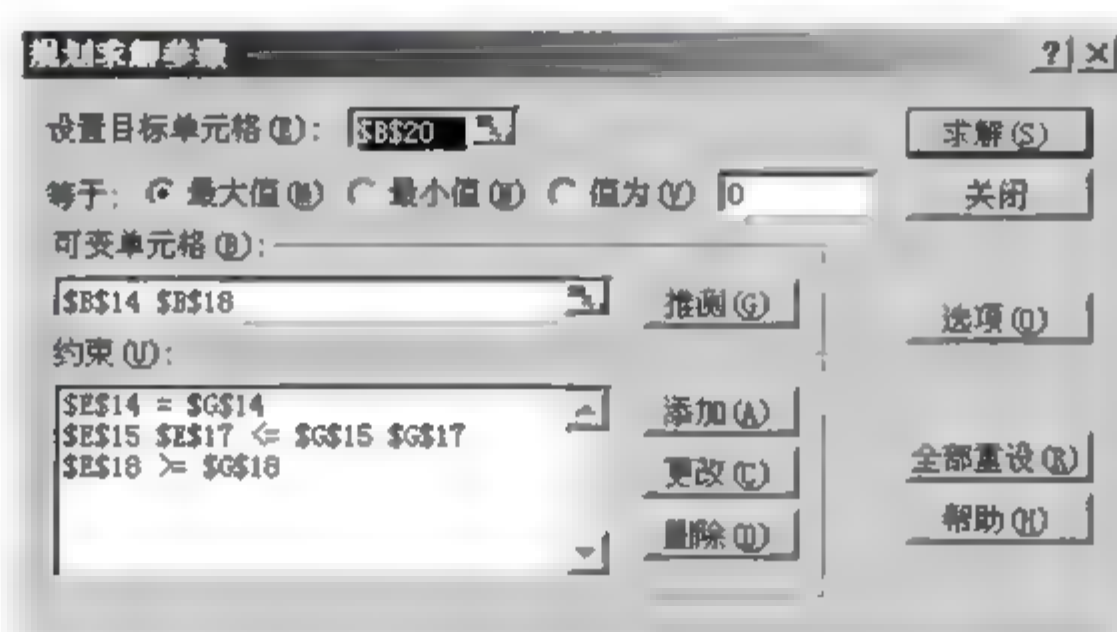 规划求解参数 ? ×
设置目标单元格(E): $B$20 求解(S)
等于: 最大值(M) 最小值(N) 值为(V) 0 关闭
可变单元格(B):
$B$14 $B$18 推测(G) 选项(O)
约束(U):
$E$14 = $G$14 添加(A)
$E$15 $E$17 <= $G$15 $G$17
$E$18 >= $G$18 更改(C) 全部重设(R)
删除(D) 帮助(H)